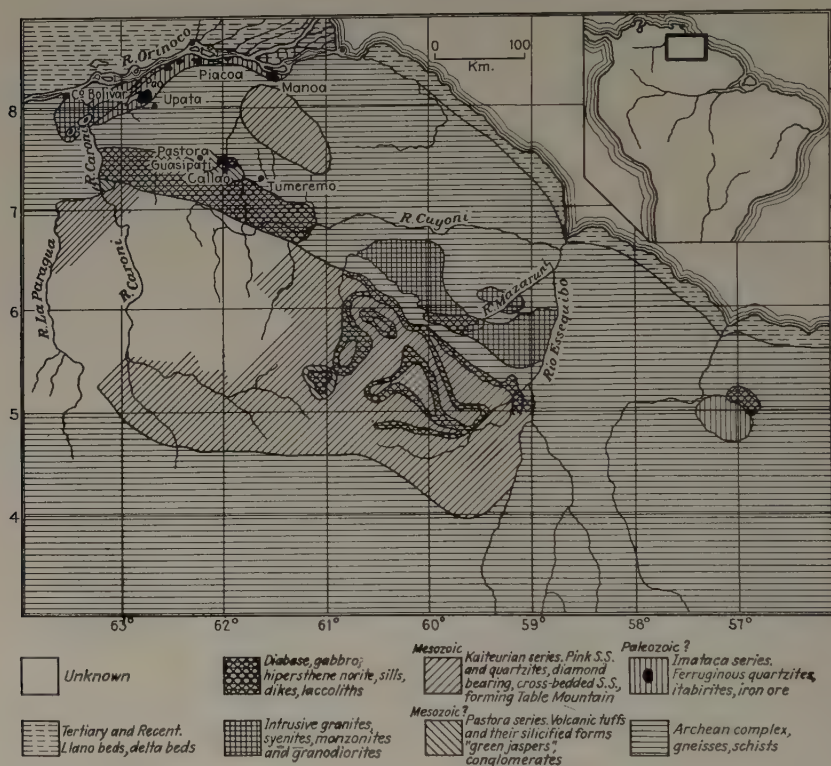 0 100
Km.
R. Orinoco
Piacoa
Manoa
Cd. Bolivar
Upata
8
R. Caroni
Pastora
Guasipati
Callao
Tumeremo
7
R. Cuyoni
R. La Paragua
R. Caroni
R. Mazaruni
Rio Essequibo
6
5
4
63° 62° 61° 60° 59° 58° 57°
Unknown
Tertiary and Recent.
Llano beds, delta beds
Diabase, gabbro,
hipersthene norite, sills,
dikes, laccoliths
Intrusive granites,
syenites, monzonites
and granodiorites
Mesozoic
Kaiteurian series. Pink S.S.
and quartzites, diamond
bearing, cross-bedded S.S.,
forming Table Mountain
Mesozoic?
Pastora series. Volcanic tuffs
and their silicified forms
"green jaspers",
conglomerates
Paleozoic?
Imataca series.
Ferruginous quartzites,
itabirites, iron ore
Archean complex,
gneisses, schists